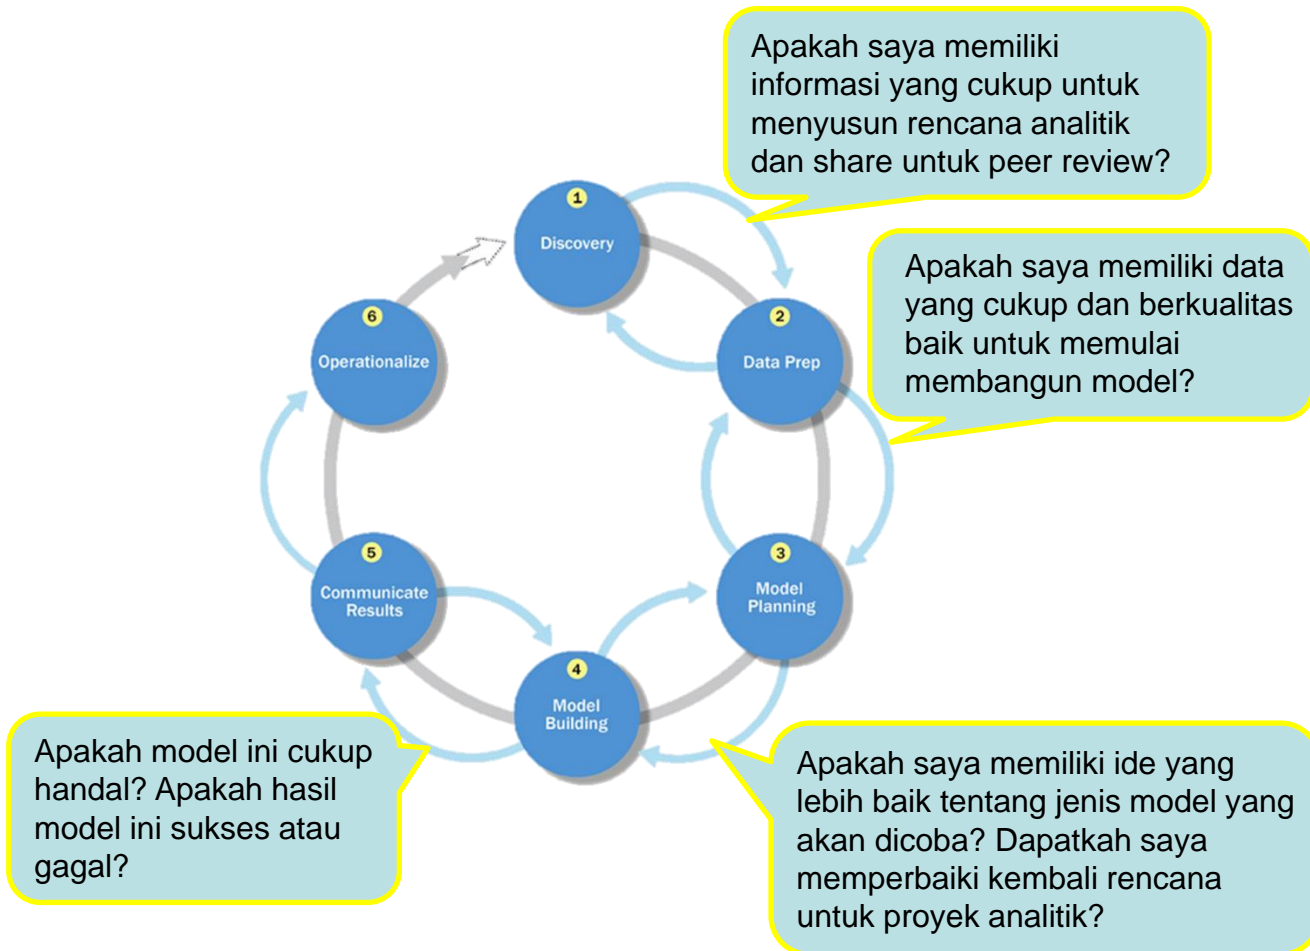 Apakah saya memiliki
informasi yang cukup untuk
menyusun rencana analitik
dan share untuk peer review?
1
Discovery
Apakah saya memiliki data
yang cukup dan berkualitas
baik untuk memulai
membangun model?
2
Data Prep
6
Operationalize
3
Model
Planning
5
Communicate
Results
4
Model
Building
Apakah model ini cukup
handal? Apakah hasil
model ini sukses atau
gagal?
Apakah saya memiliki ide yang
lebih baik tentang jenis model yang
akan dicoba? Dapatkah saya
memperbaiki kembali rencana
untuk proyek analitik?